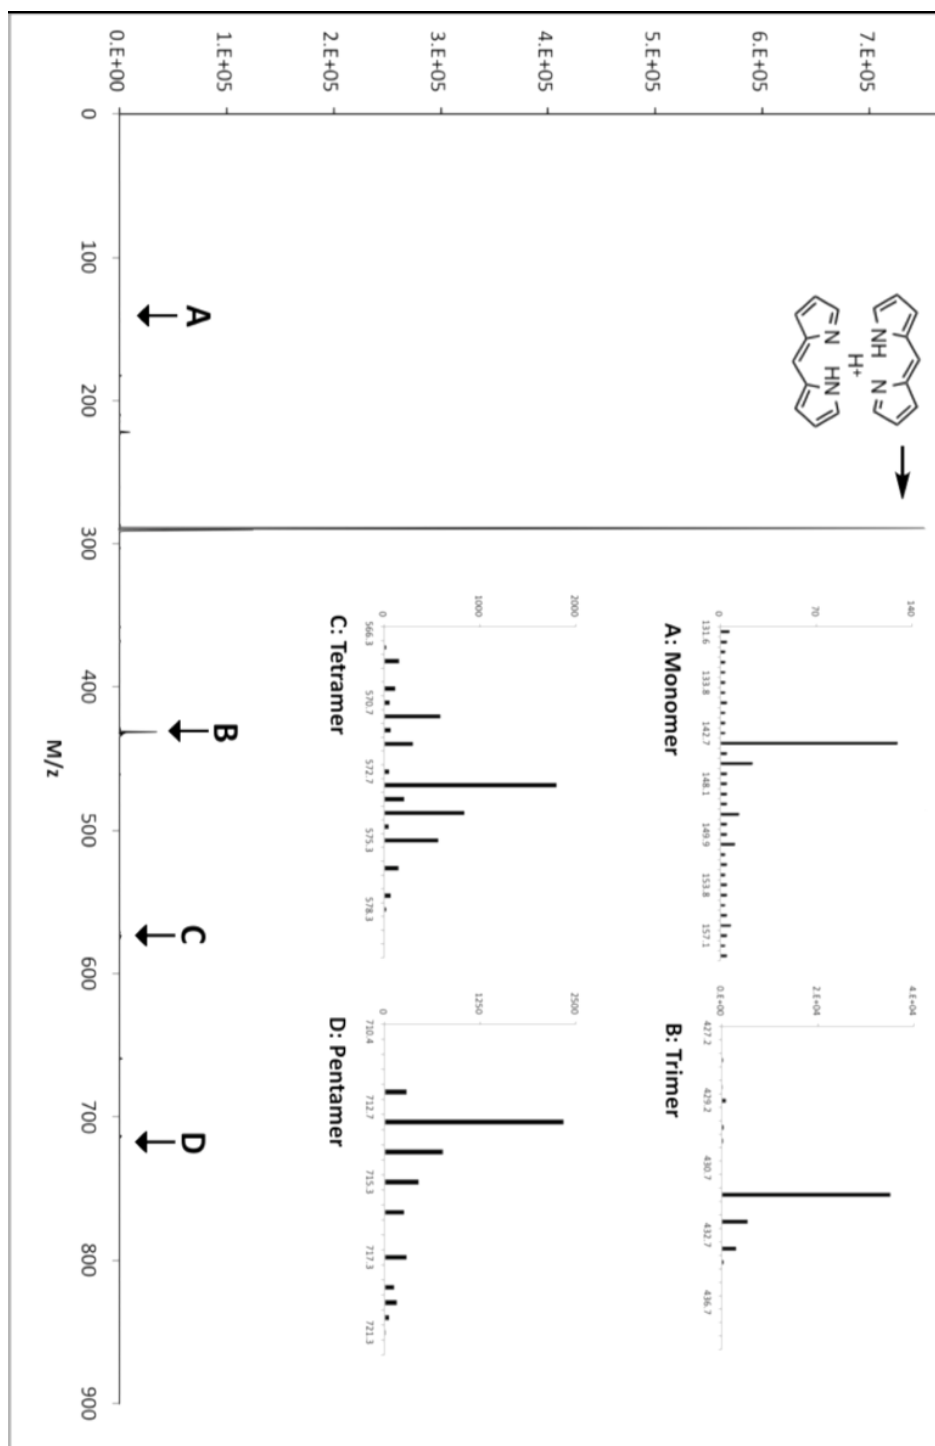 7.E+05
6.E+05
5.E+05
4.E+05
3.E+05
2.E+05
1.E+05
0.E+00
0 100 200 300 400 500 600 700 800 900
M/z
NH N
H+
N HN
140
70
0
131.6 133.8 142.7 148.1 149.9 153.8 157.1
A: Monomer
4.E+04
2.E+04
0.E+00
427.2 429.2 430.7 432.7 436.7
B: Trimer
2000
1000
0
566.3 570.7 572.7 575.3 578.3
C: Tetramer
2500
1250
0
710.4 712.7 715.3 717.3 721.3
D: Pentamer
A
B
C
D